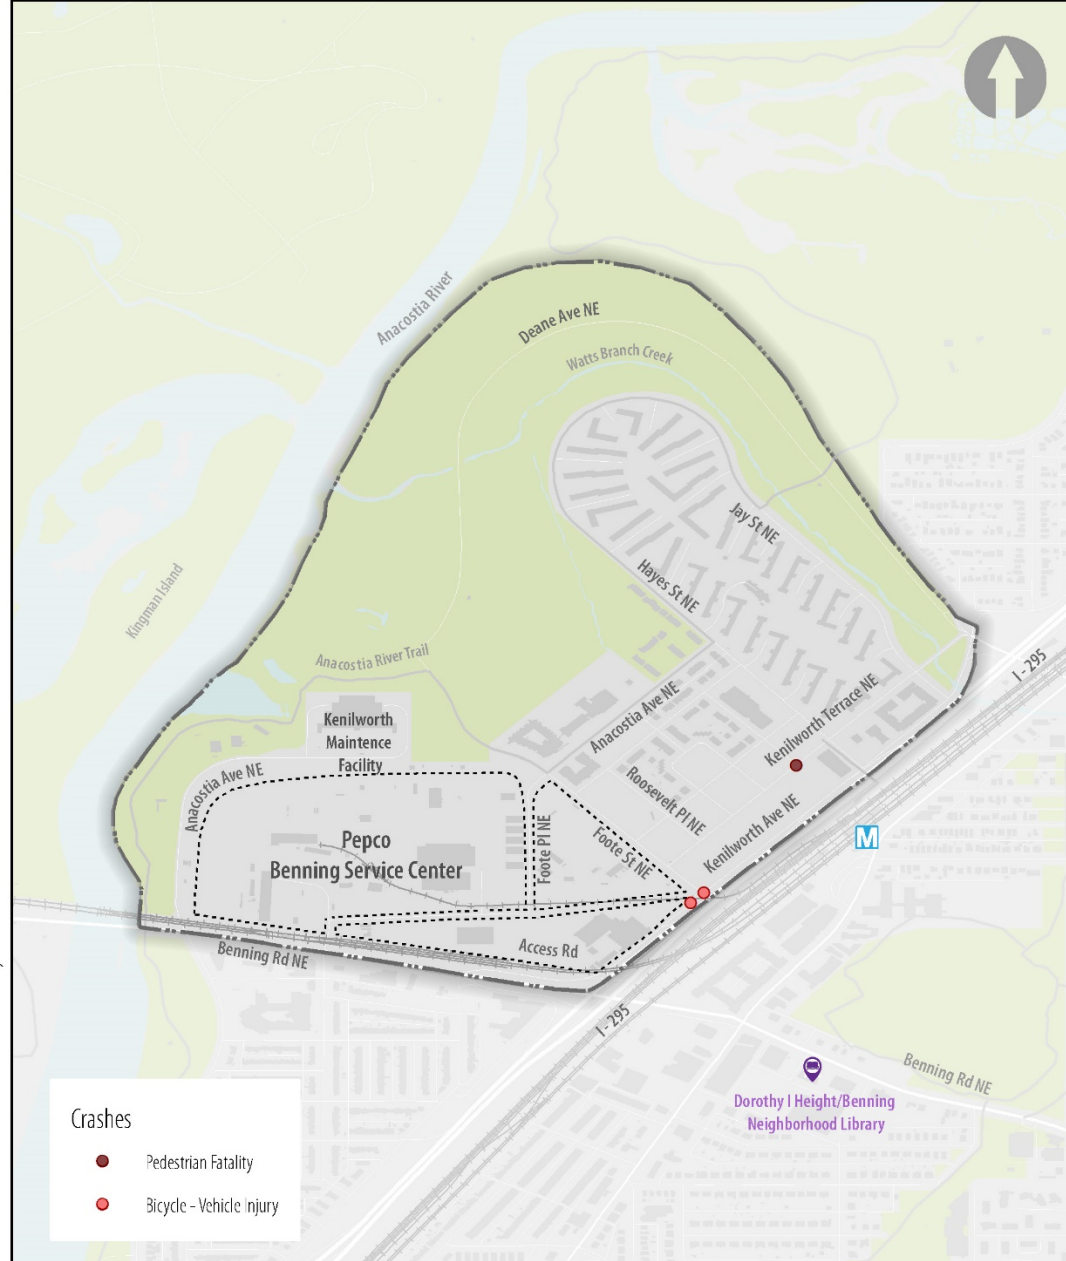 Anacostia River
Deane Ave NE
Watts Branch Creek
Jay St NE
Hayes St NE
Kingman Island
Anacostia River Trail
I - 295
Kenilworth
Maintence
Facility
Anacostia Ave NE
Kenilworth Terrace NE
Anacostia Ave NE
Roosevelt Pl NE
Kenilworth Ave NE
M
Pepco
Benning Service Center
Foote Pl NE
Foote St NE
Access Rd
Benning Rd NE
I - 295
Benning Rd NE
Dorothy I Height/Benning
Neighborhood Library
Crashes
Pedestrian Fatality
Bicycle - Vehicle Injury